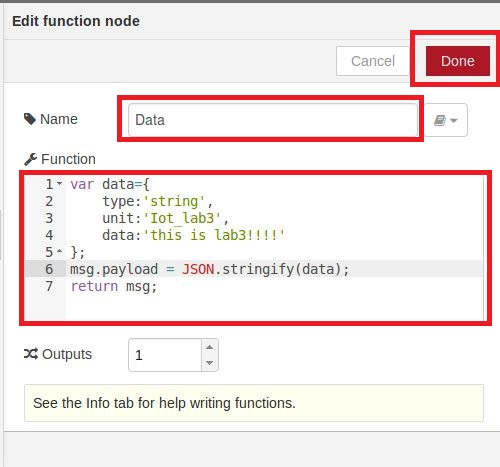 Edit function node
Cancel Done
Name Data
Function
1 var data={
2 type:'string',
3 unit:'Iot_lab3',
4 data:'this is lab3!!!!'
5 };
6 msg.payload = JSON.stringify(data);
7 return msg;
Outputs 1
See the Info tab for help writing functions.